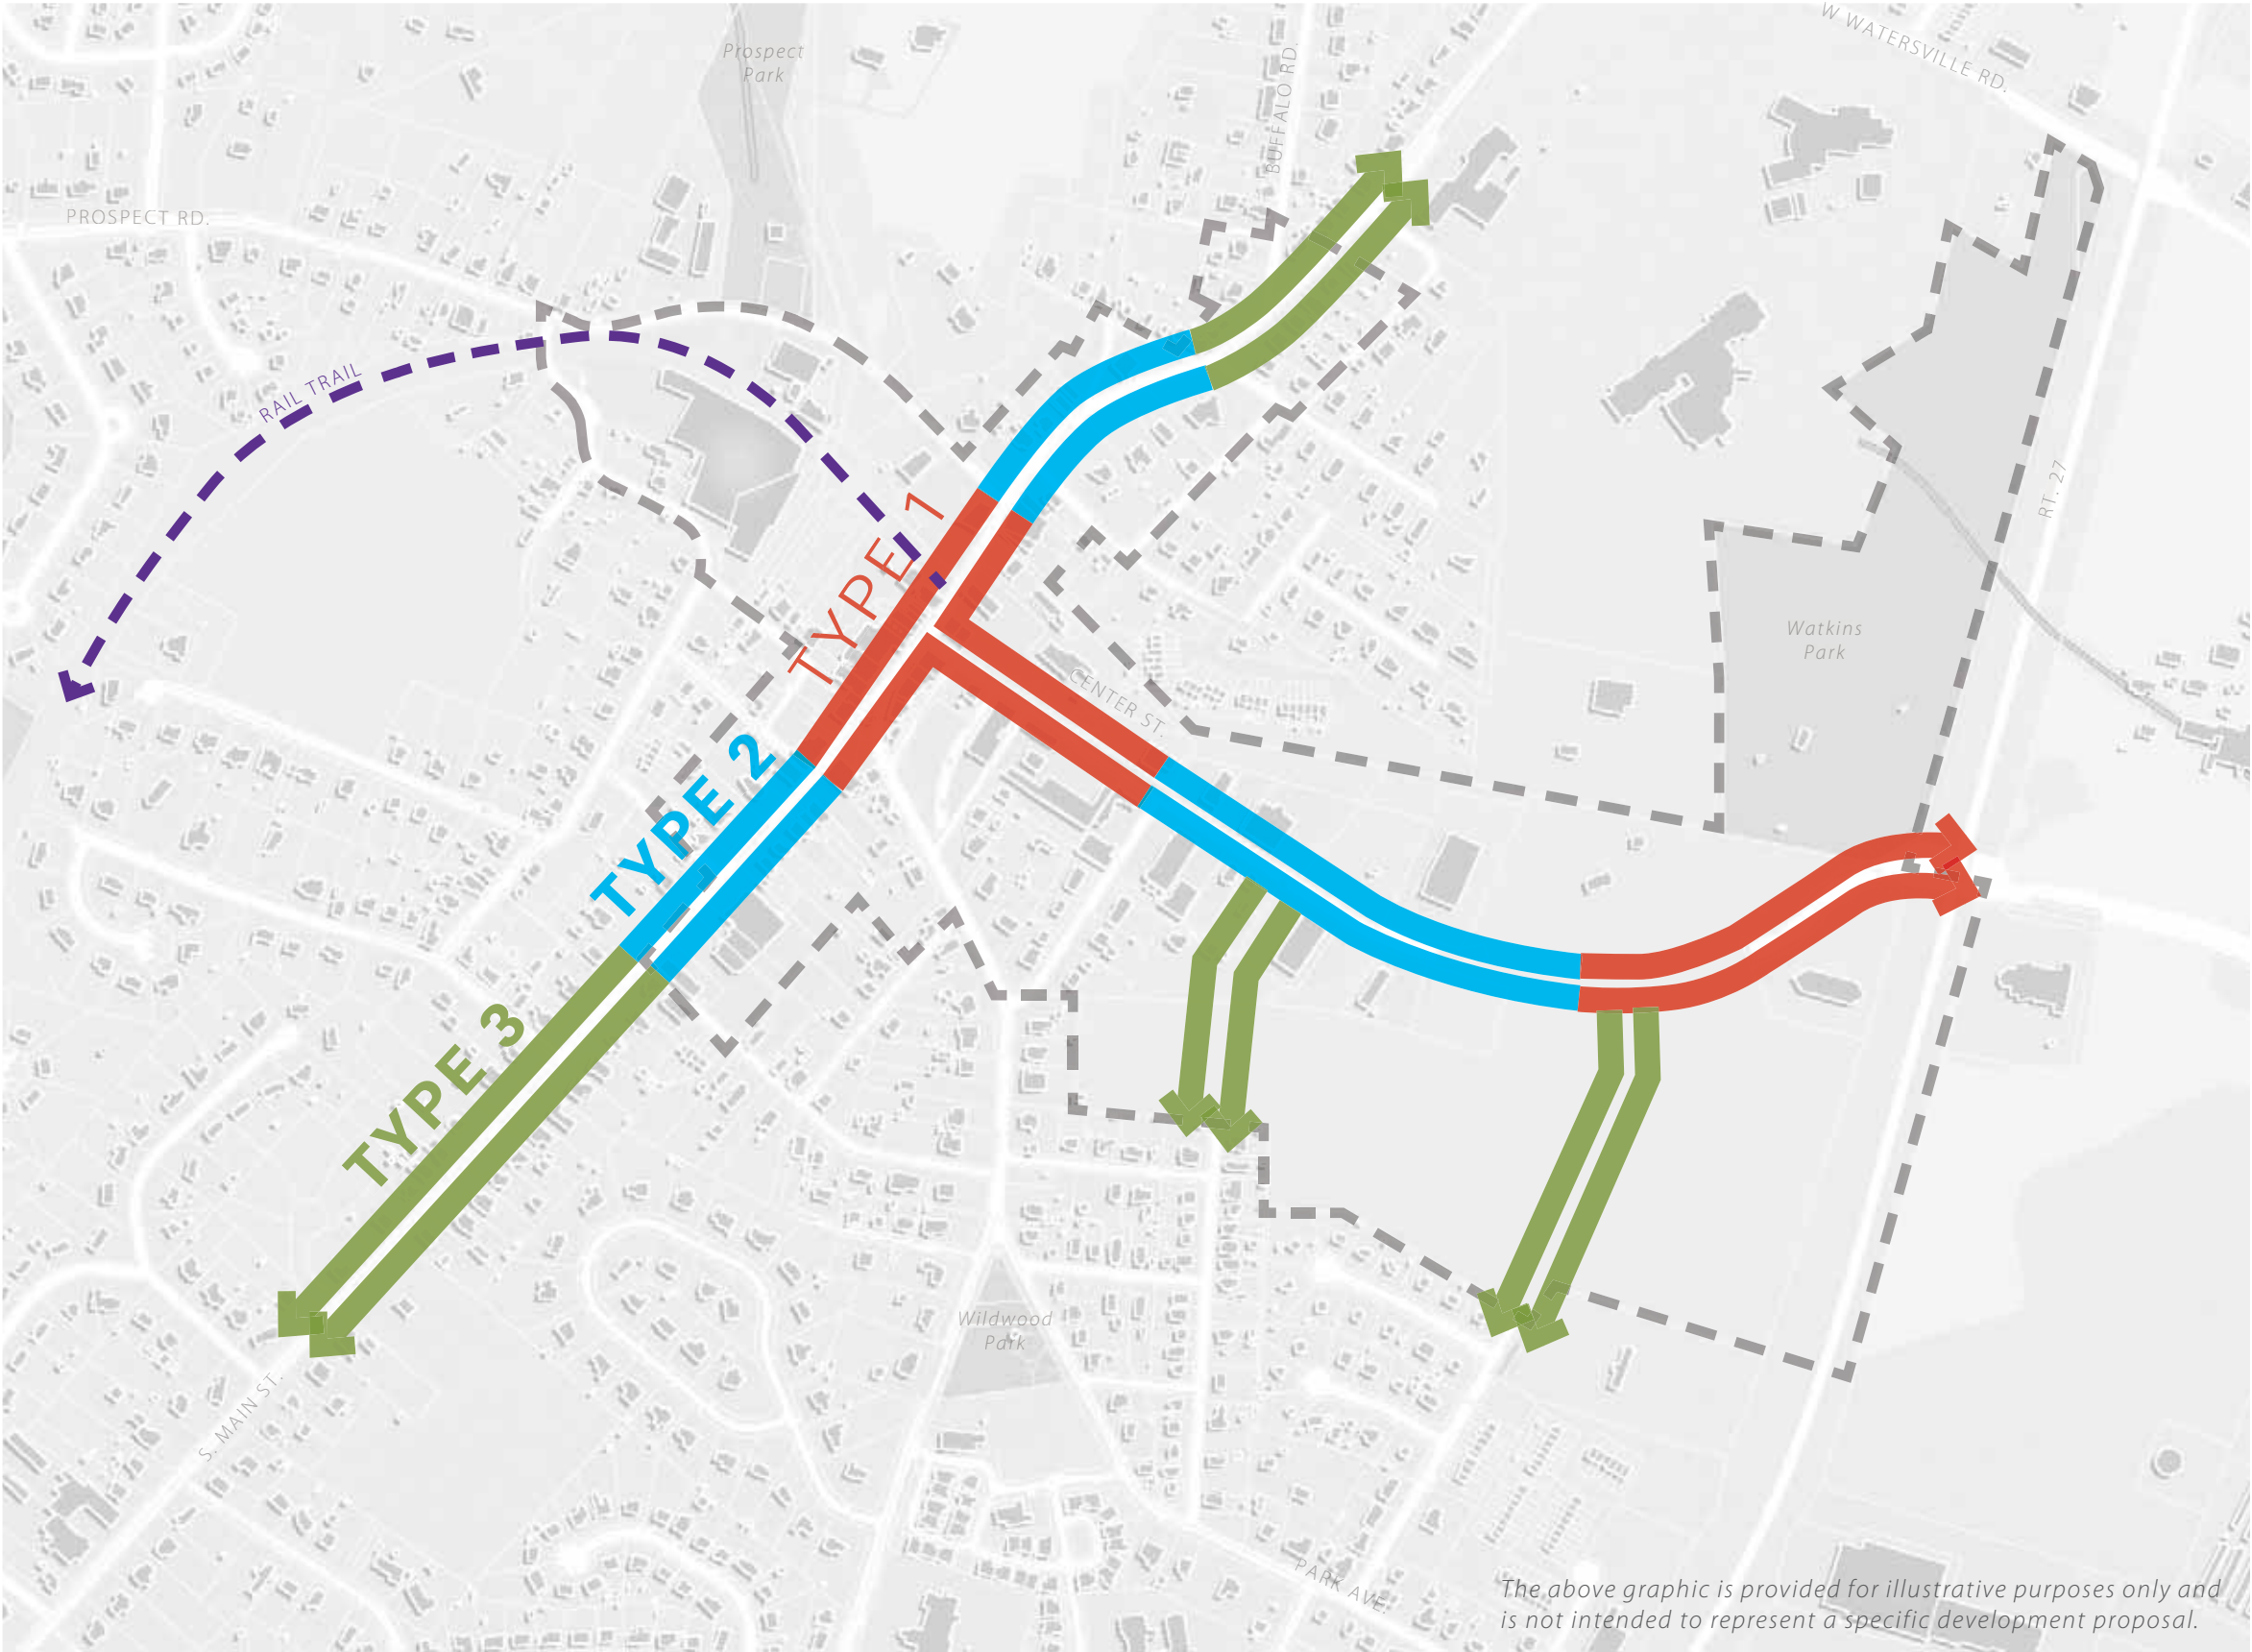 W WATERSVILLE RD.
Prospect
Park
BUFFALO RD.
PROSPECT RD.
RAIL TRAIL
RT. 27
TYPE 1
Watkins
Park
CENTER ST.
TYPE 2
TYPE 3
Wildwood
Park
S. MAIN ST.
PARK AVE.
The above graphic is provided for illustrative purposes only and
is not intended to represent a specific development proposal.